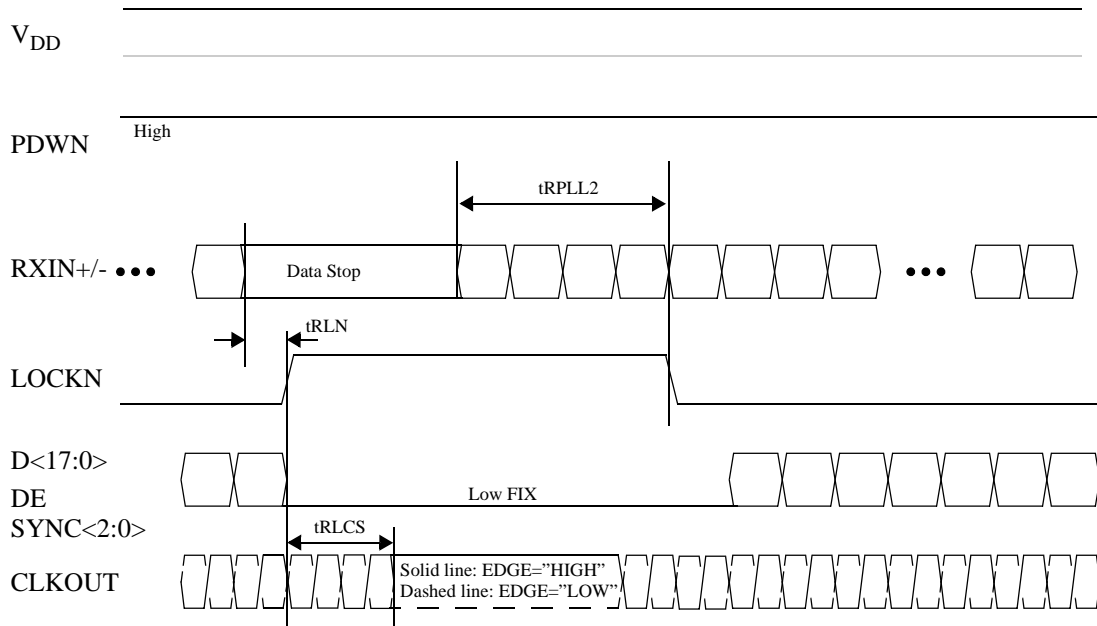 VDD
High
PDWN
tRPLL2
RXIN+/-
Data Stop
tRLN
LOCKN
D<17:0>
DE
Low FIX
SYNC<2:0>
tRLCS
CLKOUT
Solid line: EDGE=”HIGH”
Dashed line: EDGE=”LOW”